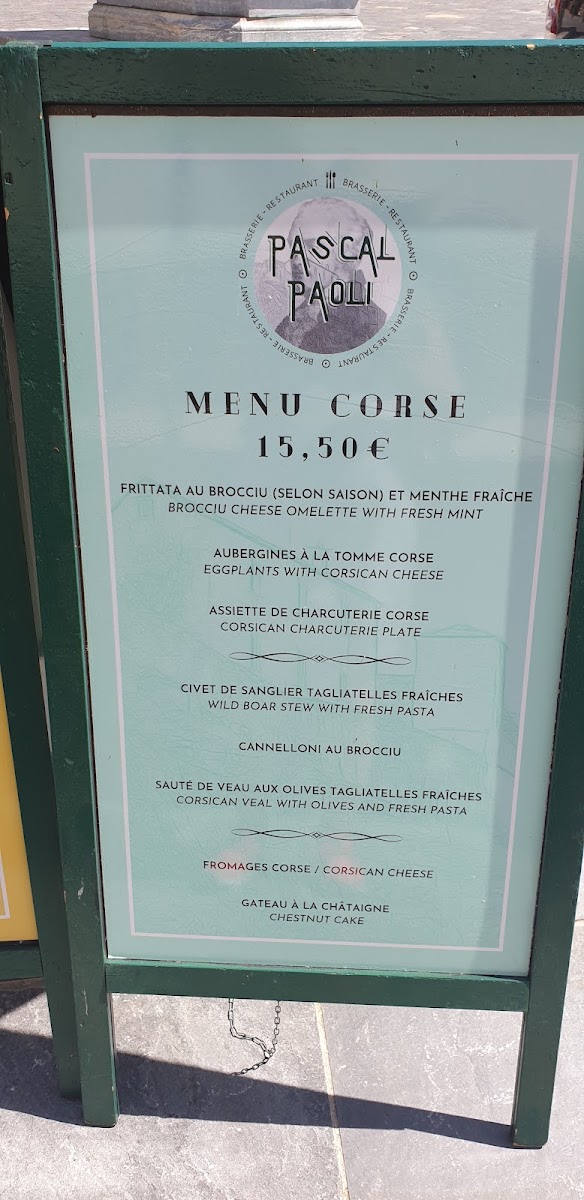 BRASSERIE - RESTAURANT BRASSERIE - RESTAURANT BRASSERIE - RESTAURANT BRASSERIE - RESTAURANT
PASCAL
PAOLI
MENU CORSE
15,50€
FRITTATA AU BROCCIU (SELON SAISON) ET MENTHE FRAÎCHE
BROCCIU CHEESE OMELETTE WITH FRESH MINT
AUBERGINES À LA TOMME CORSE
EGGPLANTS WITH CORSICAN CHEESE
ASSIETTE DE CHARCUTERIE CORSE
CORSICAN CHARCUTERIE PLATE
CIVET DE SANGLIER TAGLIATELLES FRAÎCHES
WILD BOAR STEW WITH FRESH PASTA
CANNELLONI AU BROCCIU
SAUTÉ DE VEAU AUX OLIVES TAGLIATELLES FRAÎCHES
CORSICAN VEAL WITH OLIVES AND FRESH PASTA
FROMAGES CORSE / CORSICAN CHEESE
GATEAU À LA CHÂTAIGNE
CHESTNUT CAKE